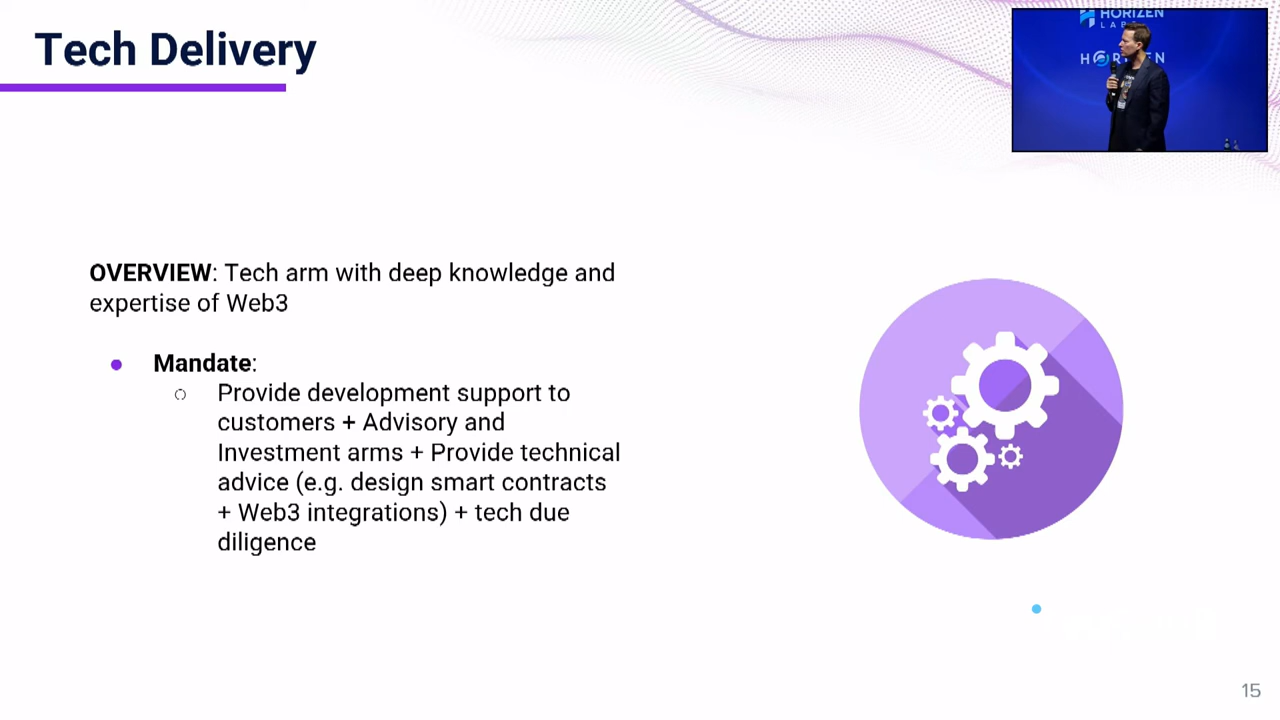 Tech Delivery
HORIZEN
LABS
HORIZEN
OVERVIEW: Tech arm with deep knowledge and
expertise of Web3
Mandate:
Provide development support to
customers + Advisory and
Investment arms + Provide technical
advice (e.g. design smart contracts
+ Web3 integrations) + tech due
diligence
15